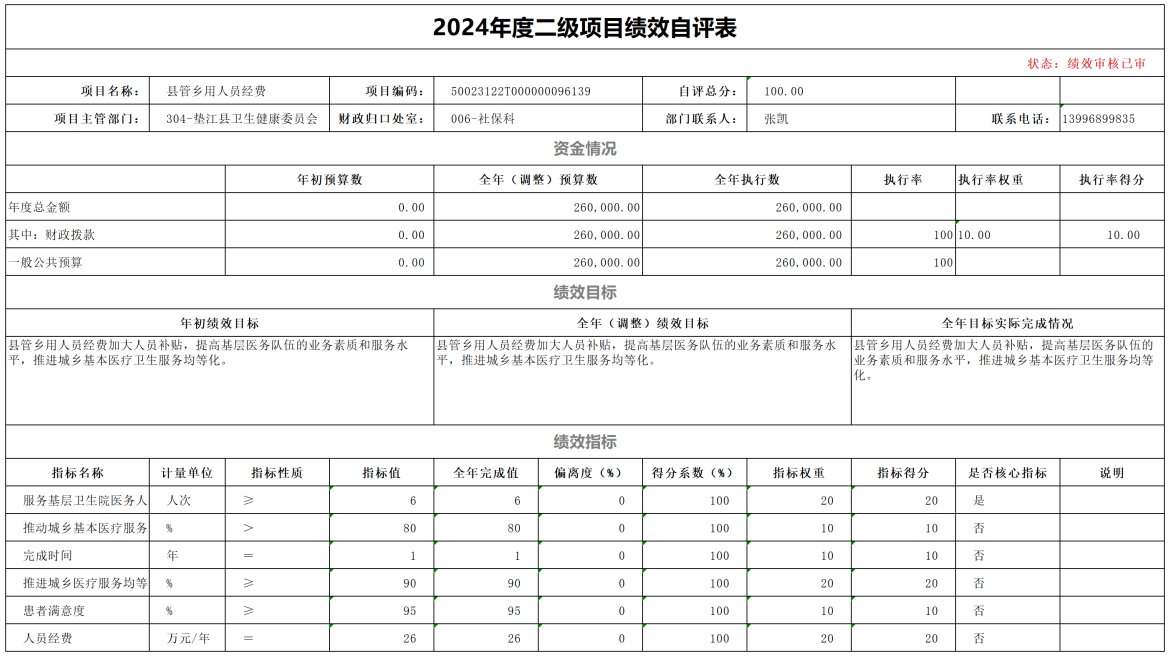 2024年度二级项目绩效自评表
状态：绩效审核已审
项目名称： 县管乡用人员经费 项目编码： 50023122T000000096139 自评总分： 100.00
项目主管部门： 304-垫江县卫生健康委员会 财政归口处室： 006-社保科 部门联系人： 张凯 联系电话： 13996899835
资金情况
年初预算数 全年（调整）预算数 全年执行数 执行率 执行率权重 执行率得分
年度总金额 0.00 260,000.00 260,000.00
其中：财政拨款 0.00 260,000.00 260,000.00 100 10.00 10.00
一般公共预算 0.00 260,000.00 260,000.00 100
绩效目标
年初绩效目标 全年（调整）绩效目标 全年目标实际完成情况
县管乡用人员经费加大人员补贴，提高基层医务队伍的业务素质和服务水
平，推进城乡基本医疗卫生服务均等化。
县管乡用人员经费加大人员补贴，提高基层医务队伍的业务素质和服务水
平，推进城乡基本医疗卫生服务均等化。
县管乡用人员经费加大人员补贴，提高基层医务队伍的
业务素质和服务水平，推进城乡基本医疗卫生服务均等
化。
绩效指标
指标名称 计量单位 指标性质 指标值 全年完成值 偏离度（%） 得分系数（%） 指标权重 指标得分 是否核心指标 说明
服务基层卫生院医务人 人次 ≥ 6 6 0 100 20 20 是
推动城乡基本医疗服务 % ＞ 80 80 0 100 10 10 否
完成时间 年 ＝ 1 1 0 100 10 10 否
推进城乡医疗服务均等 % ≥ 90 90 0 100 20 20 否
患者满意度 % ≥ 95 95 0 100 10 10 否
人员经费 万元/年 ＝ 26 26 0 100 20 20 否